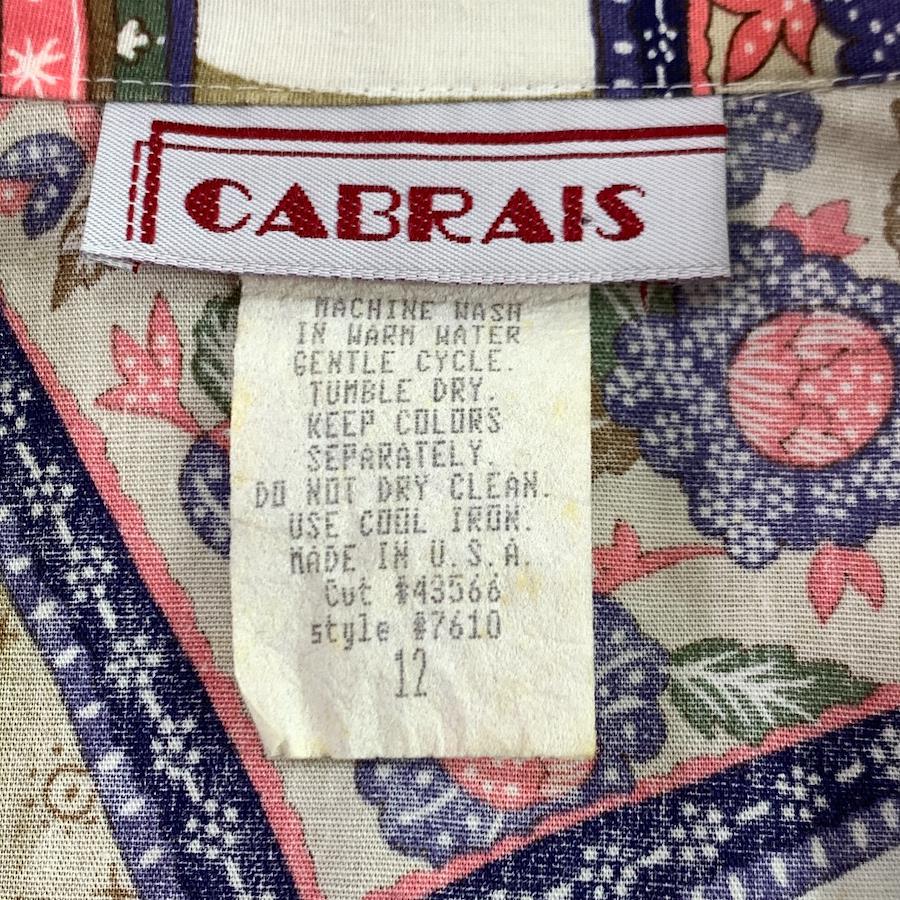 CABRAIS
MACHINE WASH
IN WARM WATER
GENTLE CYCLE.
TUMBLE DRY.
KEEP COLORS
SEPARATELY.
DO NOT DRY CLEAN.
USE COOL IRON.
MADE IN U.S.A.
Cut #43566
style #7610
12